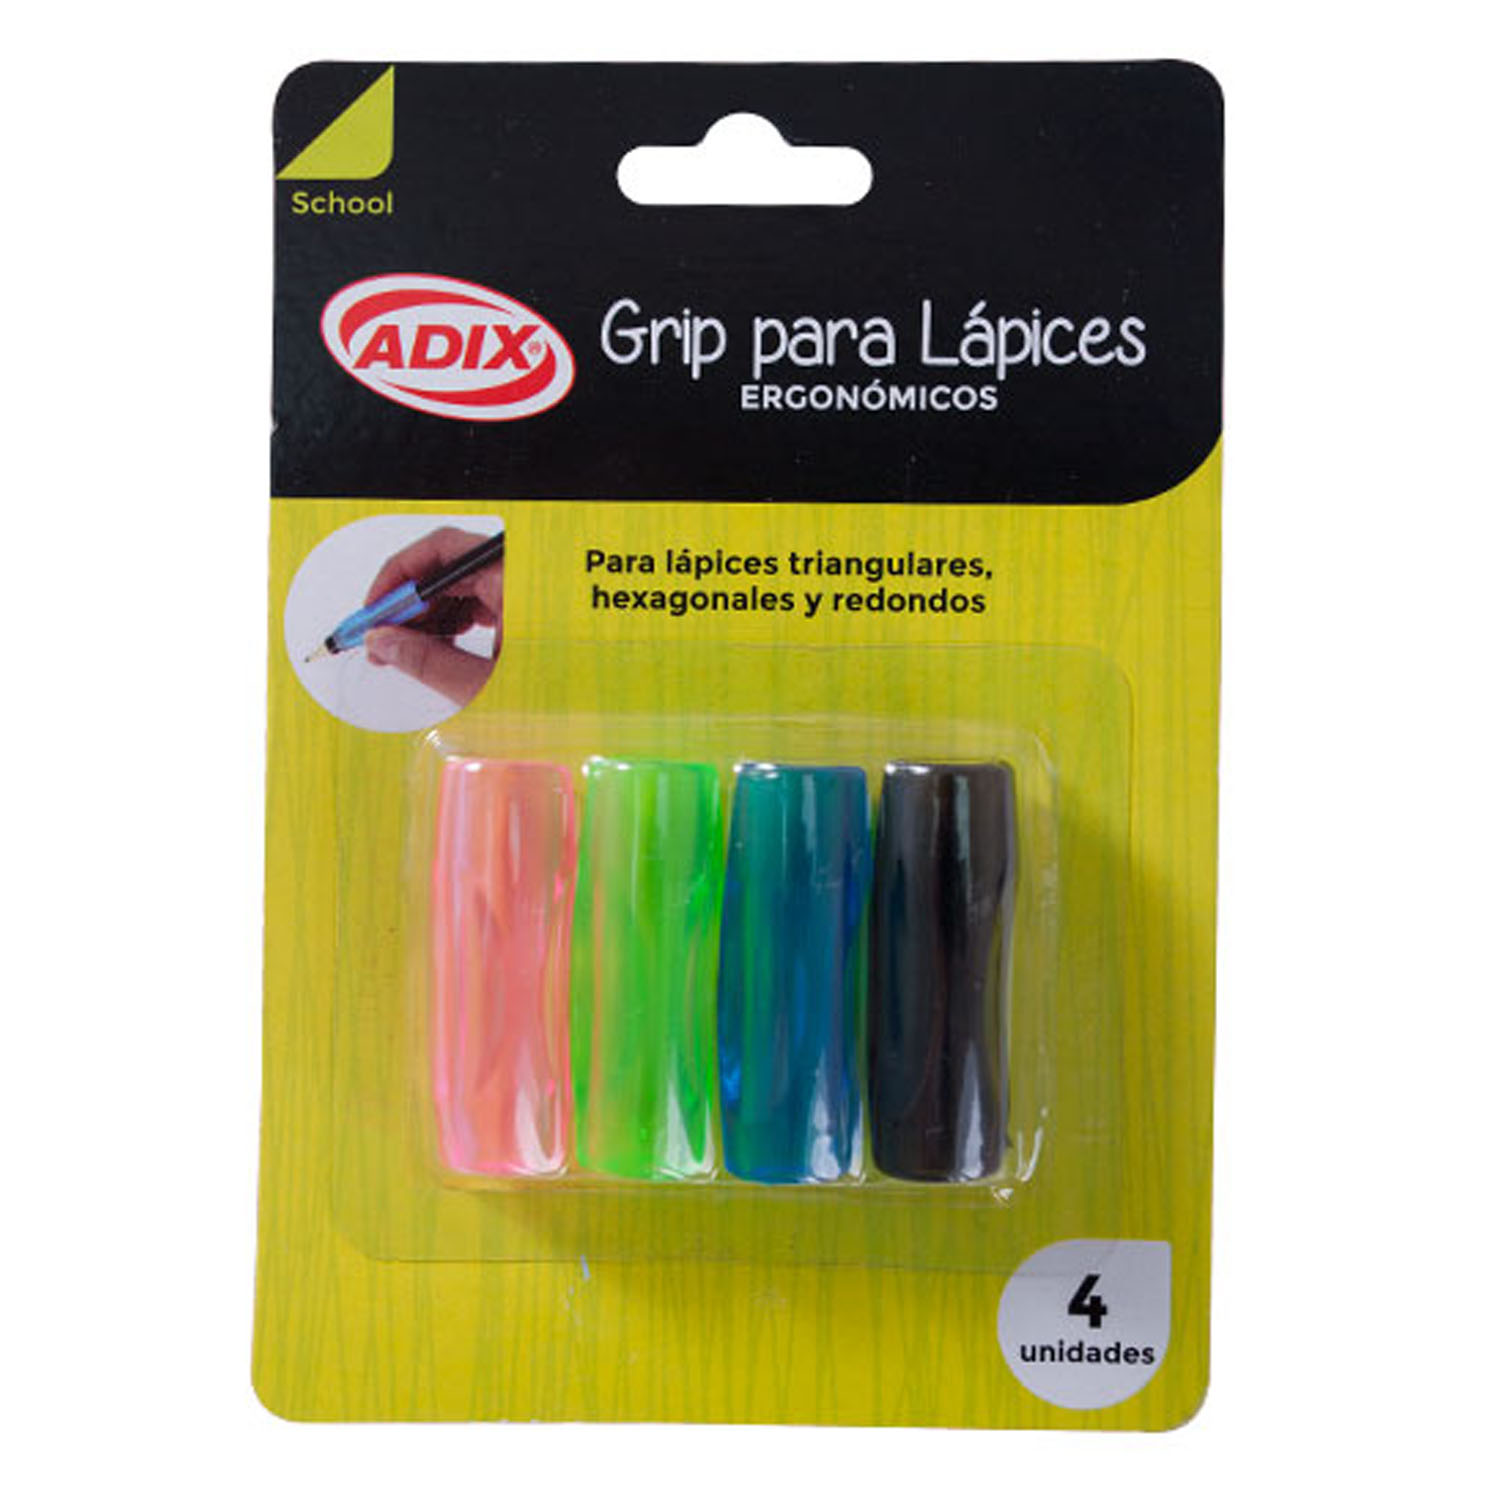 School
ADIX®
Grip para Lápices
ERGONÓMICOS
Para lápices triangulares,
hexagonales y redondos
4
unidades